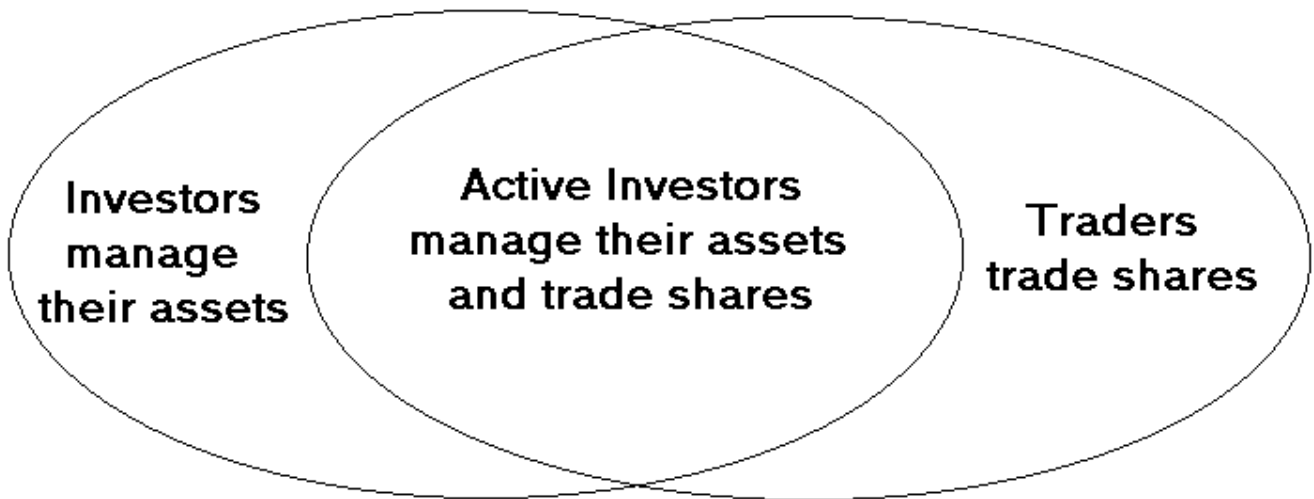 Investors
manage
their assets
Active Investors
manage their assets
and trade shares
Traders
trade shares